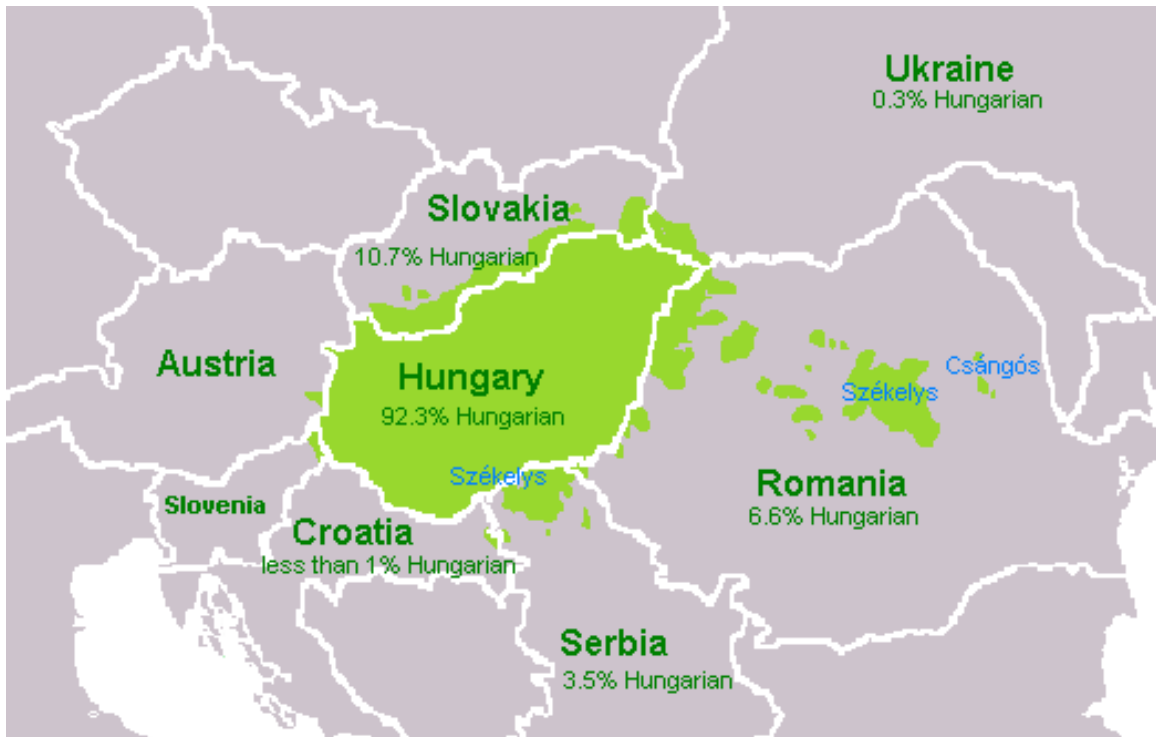 Ukraine
0.3% Hungarian
Slovakia
10.7% Hungarian
Austria
Hungary
92.3% Hungarian
Csángós
Székelys
Székelys
Romania
6.6% Hungarian
Slovenia
Croatia
less than 1% Hungarian
Serbia
3.5% Hungarian